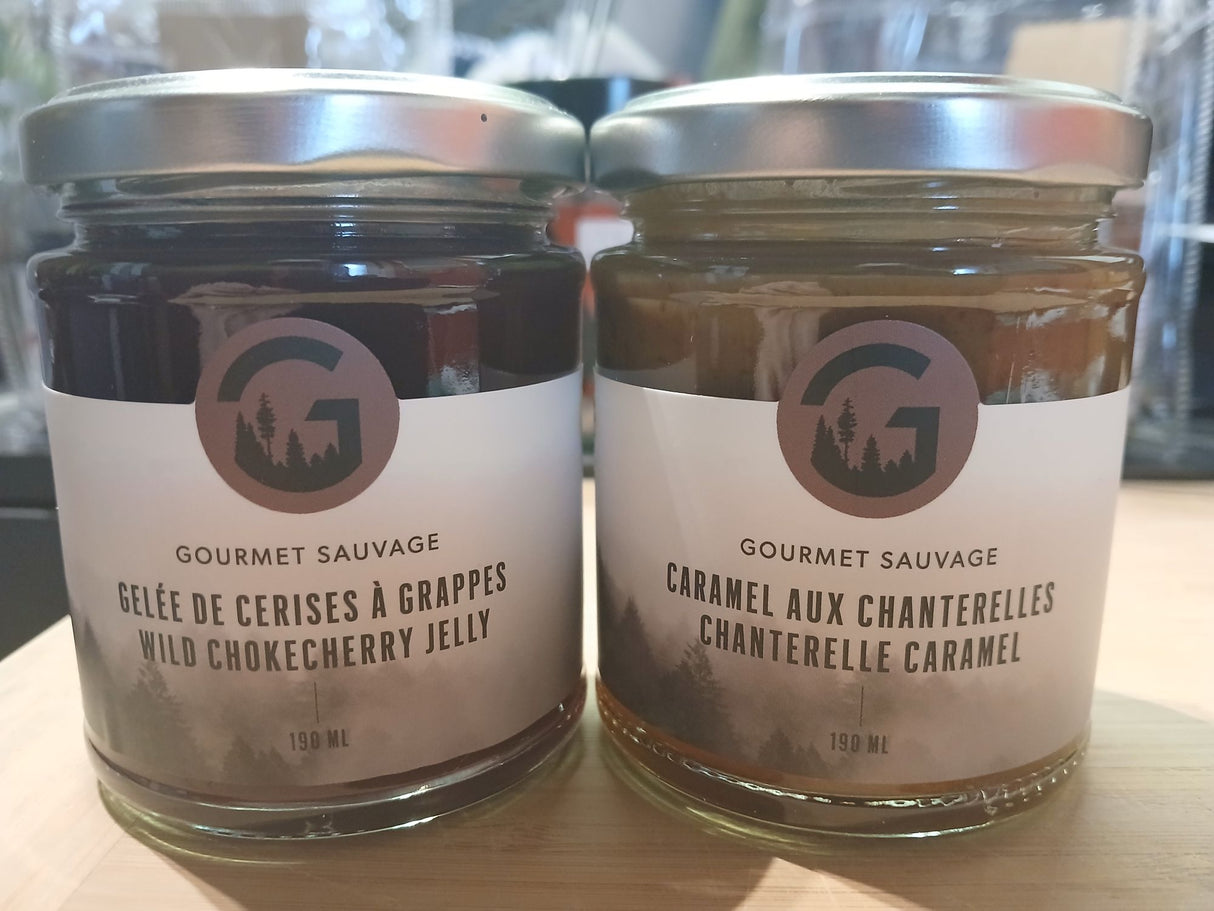 G
GOURMET SAUVAGE
GELÉE DE CERISES À GRAPPES
WILD CHOKECHERRY JELLY
190 ML
G
GOURMET SAUVAGE
CARAMEL AUX CHANTERELLES
CHANTERELLE CARAMEL
190 ML